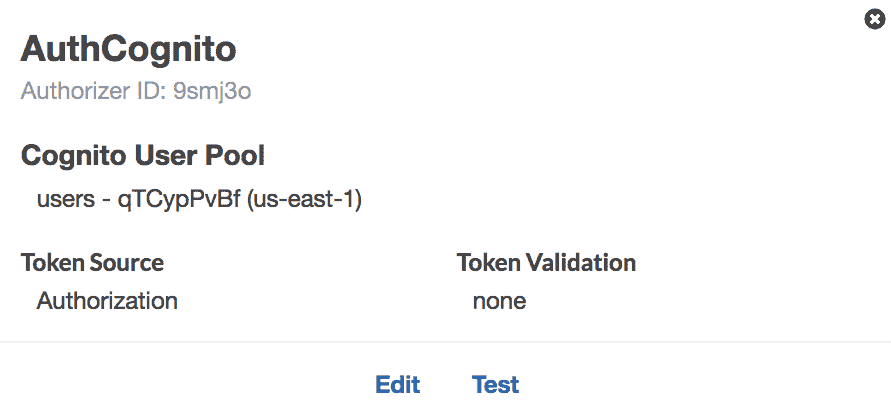 AuthCognito
Authorizer ID: 9smj3o
Cognito User Pool
users - qTCypPvBf (us-east-1)
Token Source
Token Validation
Authorization
none
Edit
Test